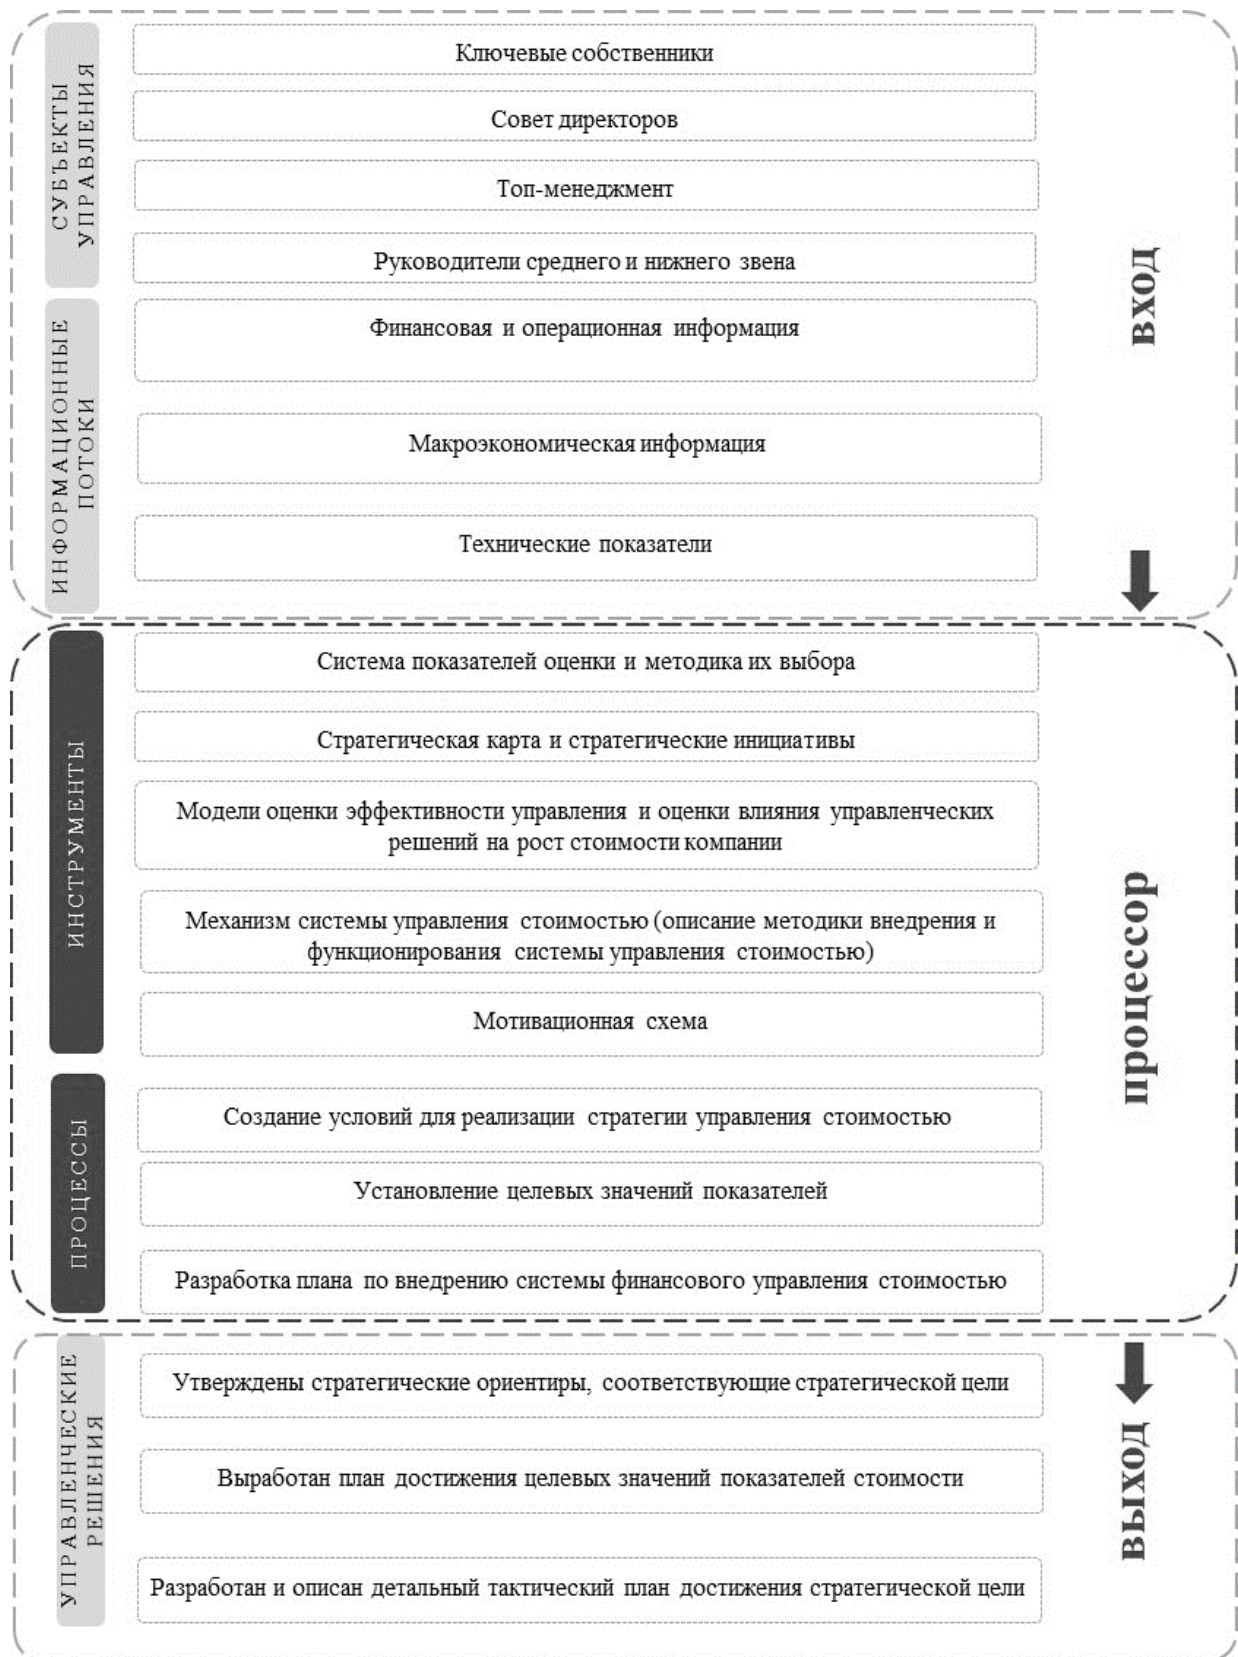 СУБЪЕКТЫ
УПРАВЛЕНИЯ
Ключевые собственники
Совет директоров
Топ-менеджмент
Руководители среднего и нижнего звена
ИНФОРМАЦИОННЫЕ
ПОТОКИ
Финансовая и операционная информация
Макроэкономическая информация
Технические показатели
вход
ИНСТРУМЕНТЫ
Система показателей оценки и методика их выбора
Стратегическая карта и стратегические инициативы
Модели оценки эффективности управления и оценки влияния управленческих
решений на рост стоимости компании
Механизм системы управления стоимостью (описание методики внедрения и
функционирования системы управления стоимостью)
Мотивационная схема
ПРОЦЕССЫ
Создание условий для реализации стратегии управления стоимостью
Установление целевых значений показателей
Разработка плана по внедрению системы финансового управления стоимостью
процессор
УПРАВЛЕНЧЕСКИЕ
РЕШЕНИЯ
Утверждены стратегические ориентиры, соответствующие стратегической цели
Выработан план достижения целевых значений показателей стоимости
Разработан и описан детальный тактический план достижения стратегической цели
выход